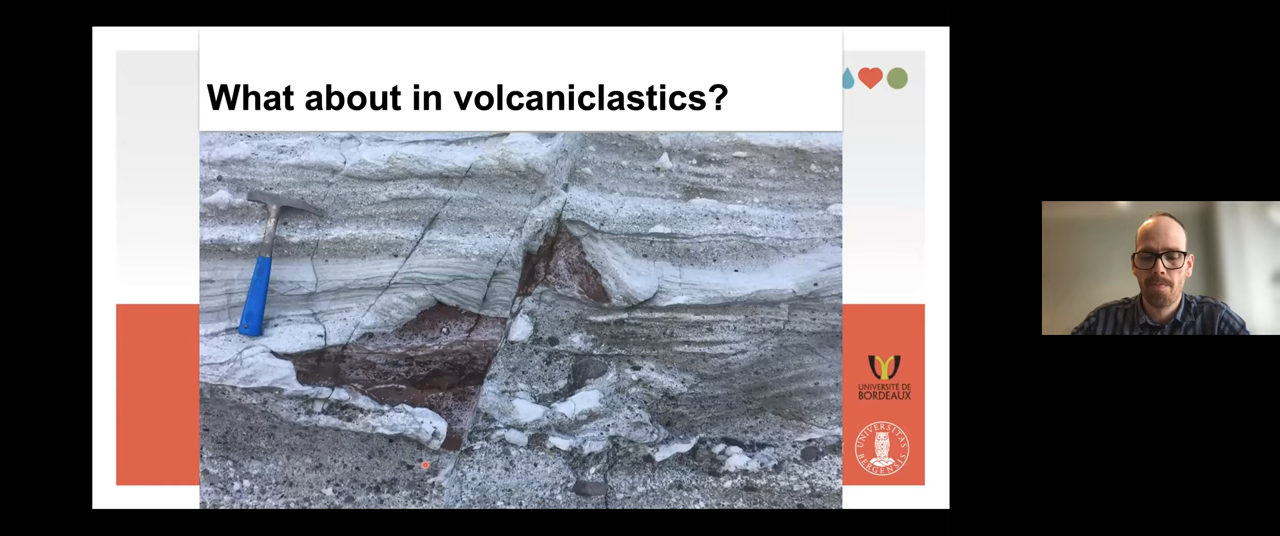 What about in volcaniclastics?
UNIVERSITÉ DE
BORDEAUX
UNIVERSITAS
BERGENSIS